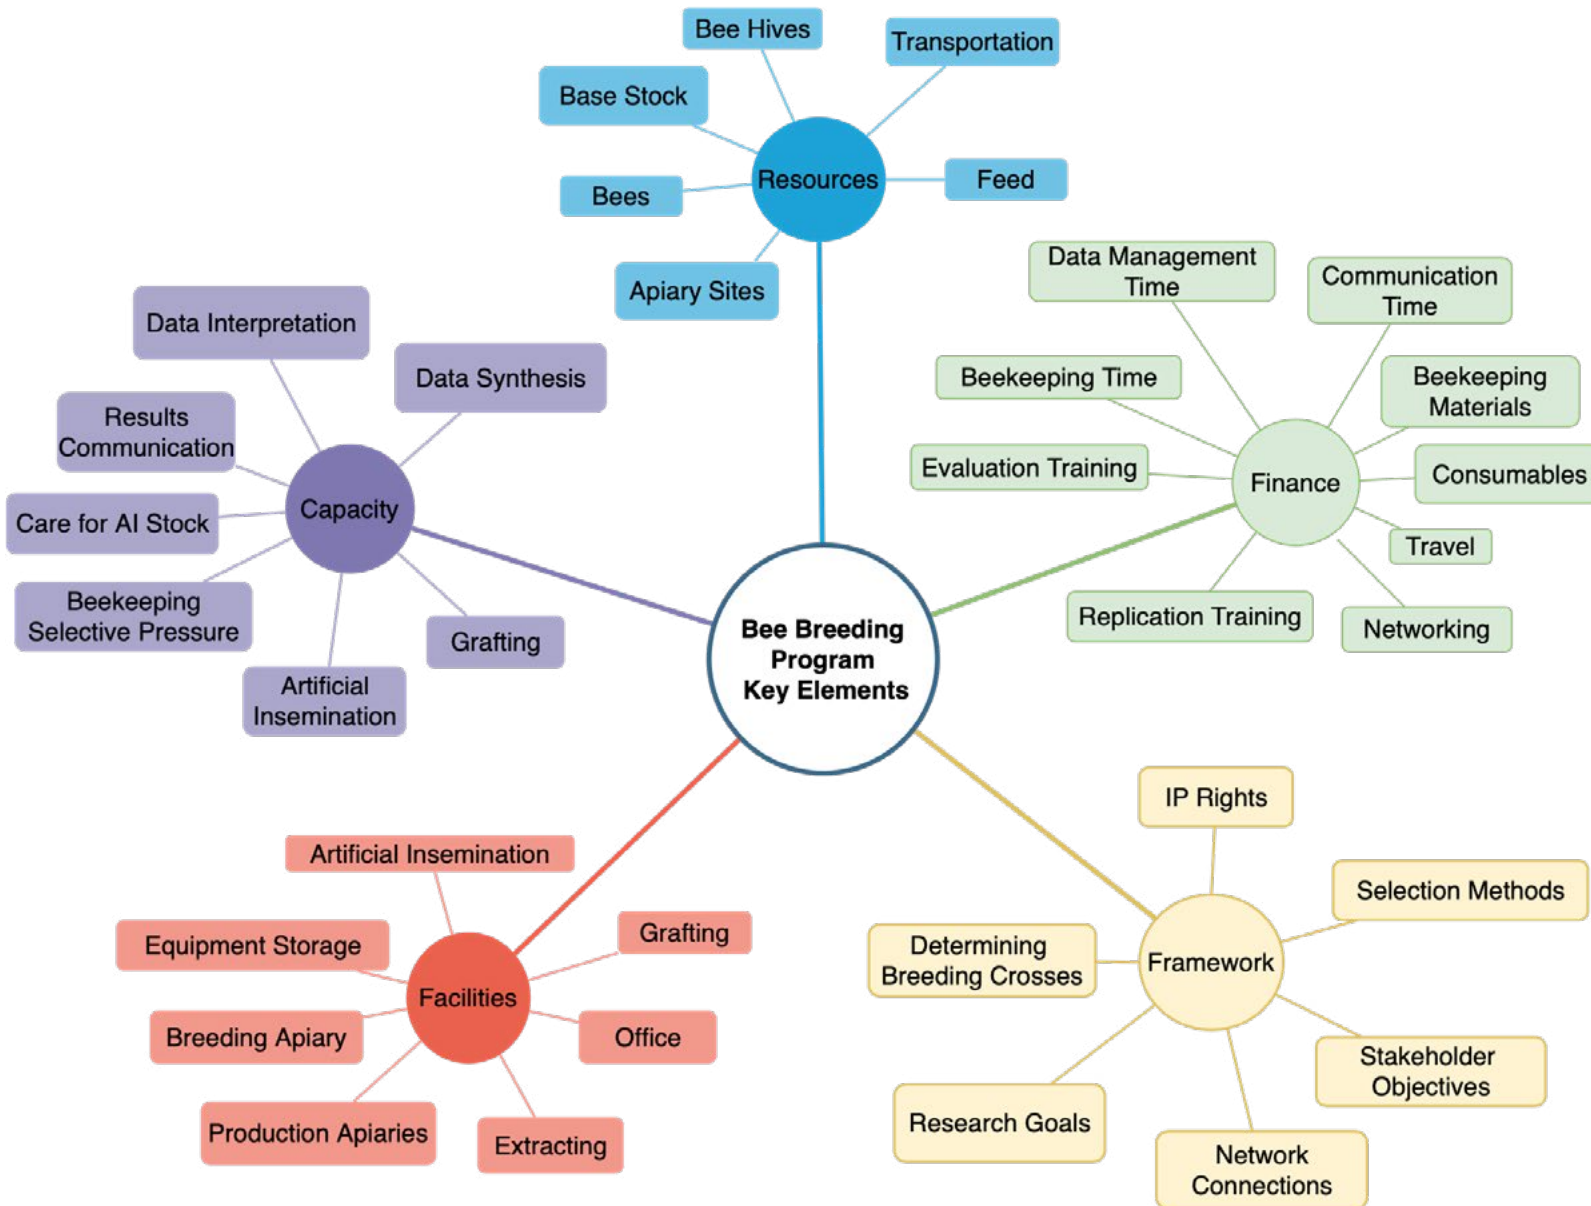 Bee Hives
Transportation
Base Stock
Resources
Feed
Bees
Apiary Sites
Data Management
Time
Communication
Time
Beekeeping Time
Beekeeping
Materials
Evaluation Training
Finance
Consumables
Travel
Replication Training
Networking
Data Interpretation
Data Synthesis
Results
Communication
Capacity
Care for AI Stock
Beekeeping
Selective Pressure
Grafting
Artificial
Insemination
Bee Breeding
Program
Key Elements
Artificial Insemination
Equipment Storage
Grafting
Facilities
Breeding Apiary
Office
Production Apiaries
Extracting
IP Rights
Selection Methods
Determining
Breeding Crosses
Framework
Stakeholder
Objectives
Research Goals
Network
Connections